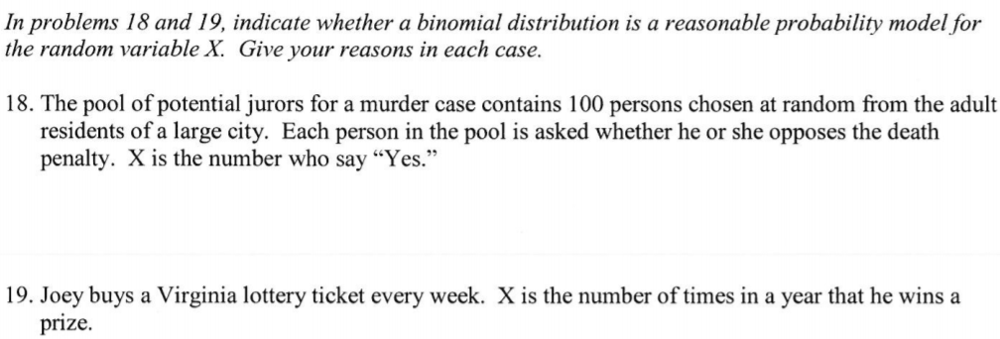 In problems 18 and 19, indicate whether a binomial distribution is a reasonable probability model for
the random variable X. Give your reasons in each case.
18. The pool of potential jurors for a murder case contains 100 persons chosen at random from the adult
residents of a large city. Each person in the pool is asked whether he or she opposes the death
penalty. X is the number who say “Yes.”
19. Joey buys a Virginia lottery ticket every week. X is the number of times in a year that he wins a
prize.